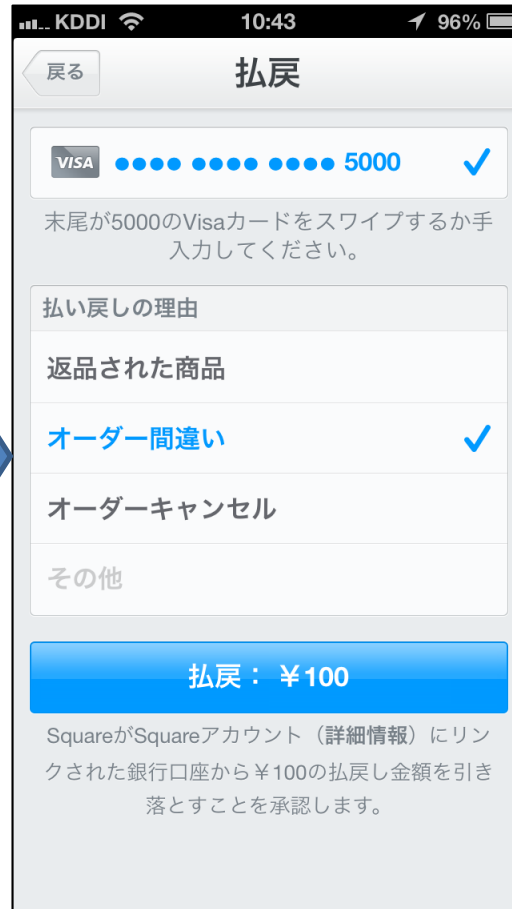 KDDI 10:43 96%
戻る 払戻
VISA •••• •••• •••• 5000
末尾が5000のVisaカードをスワイプするか手
入力してください。
払い戻しの理由
返品された商品
オーダー間違い
オーダーキャンセル
その他
払戻：￥100
SquareがSquareアカウント（詳細情報）にリン
クされた銀行口座から￥100の払戻し金額を引き
落とすことを承認します。